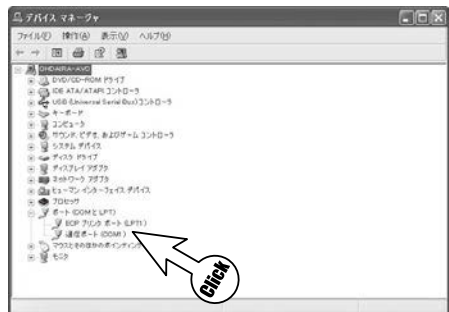 デバイス マネージャ
ファイル(F) 操作(A) 表示(V) ヘルプ(H)
OHDAIRA-AVC
DVD/CD-ROM ドライブ
IDE ATA/ATAPI コントローラ
USB (Universal Serial Bus) コントローラ
キーボード
コンピュータ
サウンド、ビデオ、およびゲーム コントローラ
システム デバイス
ディスク ドライブ
ディスプレイ アダプタ
ネットワーク アダプタ
ヒューマン インターフェイス デバイス
プロセッサ
ポート (COM と LPT)
ECP プリンタ ポート (LPT1)
通信ポート (COM1)
マウスとそのほかのポインティング
モニタ
Click